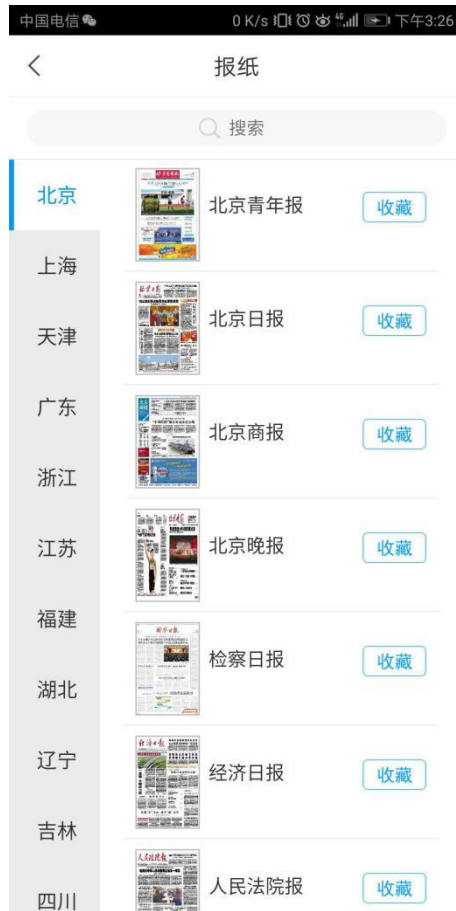 中国电信 0 K/s 46 下午3:26
报纸
搜索
北京
上海
天津
广东
浙江
江苏
福建
湖北
辽宁
吉林
四川
北京青年报 收藏
北京日报 收藏
北京商报 收藏
北京晚报 收藏
检察日报 收藏
经济日报 收藏
人民法院报 收藏